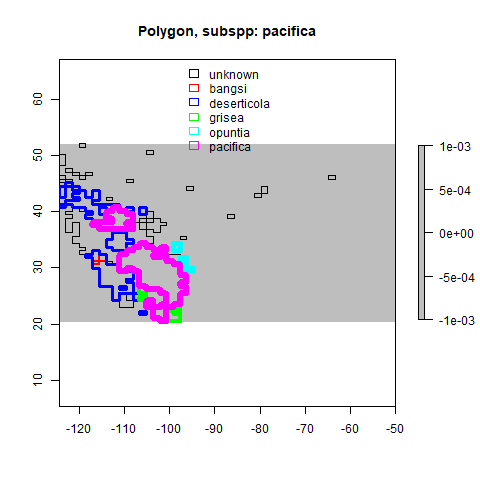 Polygon, subspp: pacifica
unknown
bangsi
deserticola
grisea
opuntia
pacifica
60
50
40
30
20
10
-120
-110
-100
-90
-80
-70
-60
-50
1e-03
5e-04
0e+00
-5e-04
-1e-03